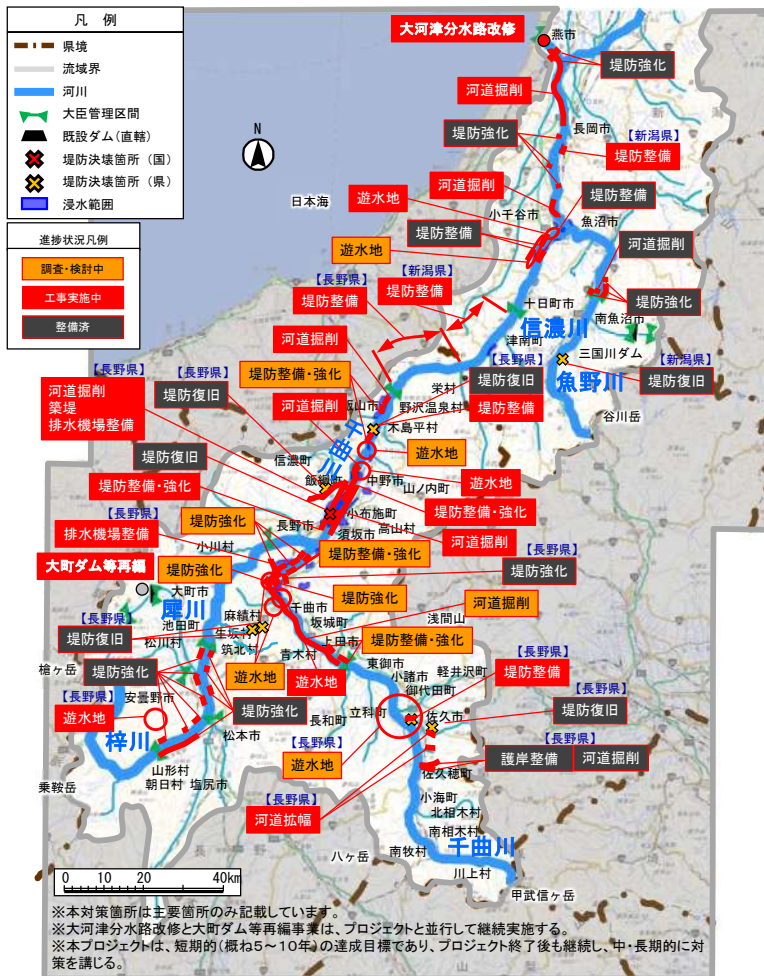 凡 例
県境
流域界
河川
大臣管理区間
既設ダム(直轄)
堤防決壊箇所（国）
堤防決壊箇所（県）
浸水範囲
進捗状況凡例
調査・検討中
工事実施中
整備済
N
日本海
大河津分水路改修
燕市
堤防強化
河道掘削
長岡市
堤防強化
【新潟県】
堤防整備
河道掘削
遊水地
小千谷市
堤防整備
魚沼市
堤防整備
河道掘削
遊水地
【長野県】
堤防整備
【新潟県】
堤防整備
十日町市
堤防強化
南魚沼市
信濃川
津南町
三国川ダム
河道掘削
【長野県】
堤防復旧
堤防整備
魚野川
【新潟県】
堤防復旧
谷川岳
堤防整備・強化
栄村
【長野県】
河道掘削
築堤
排水機場整備
【長野県】
堤防復旧
飯山市
野沢温泉村
河道掘削
木島平村
千曲川
信濃町
遊水地
堤防復旧
飯綱町
中野市
山ノ内町
遊水地
堤防整備・強化
堤防整備・強化
小布施町
高山村
長野市
須坂市
河道掘削
【長野県】
排水機場整備
堤防強化
小川村
堤防整備・強化
大町ダム等再編
堤防強化
【長野県】
堤防強化
大町市
犀川
麻績村
千曲市
堤防強化
浅間山
河道掘削
池田町
坂城町
【長野県】
堤防復旧
松川村
生坂村
筑北村
上田市
堤防整備・強化
青木村
槍ヶ岳
堤防強化
遊水地
遊水地
東御市
小諸市
軽井沢町
御代田町
【長野県】
堤防整備
【長野県】
遊水地
安曇野市
堤防強化
長和町
立科町
佐久市
【長野県】
堤防復旧
梓川
松本市
【長野県】
遊水地
【長野県】
護岸整備
河道掘削
山形村
朝日村
塩尻市
乗鞍岳
佐久穂町
【長野県】
河道拡幅
小海町
北相木村
南相木村
千曲川
八ヶ岳
南牧村
川上村
甲武信ヶ岳
0 10 20 40km
※本対策箇所は主要箇所のみ記載しています。
※大河津分水路改修と大町ダム等再編事業は、プロジェクトと並行して継続実施する。
※本プロジェクトは、短期的(概ね5～10年)の達成目標であり、プロジェクト終了後も継続し、中・長期的に対
策を講じる。